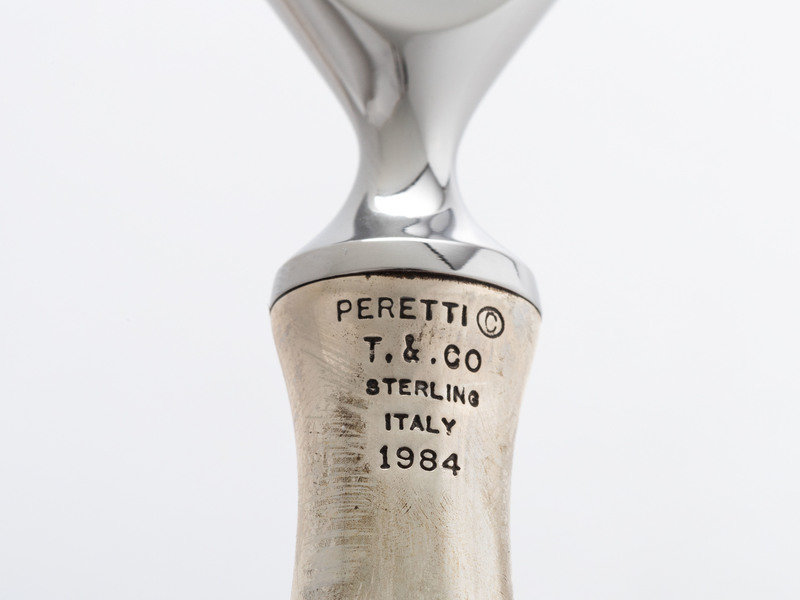 PERETTI ©
T. & . CO
STERLING
ITALY
1984